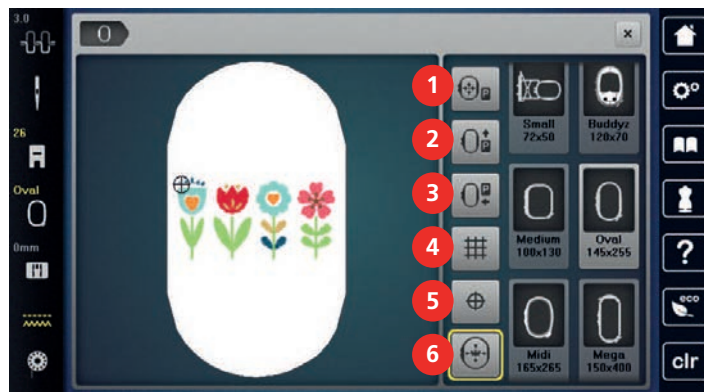 3.0
26
Oval
0mm
0
1
2
3
4
5
6
P
P
P
Small
72x50
Buddyz
120x70
Medium
100x130
Oval
145x255
Midi
165x265
Mega
150x400
?
eco
clr